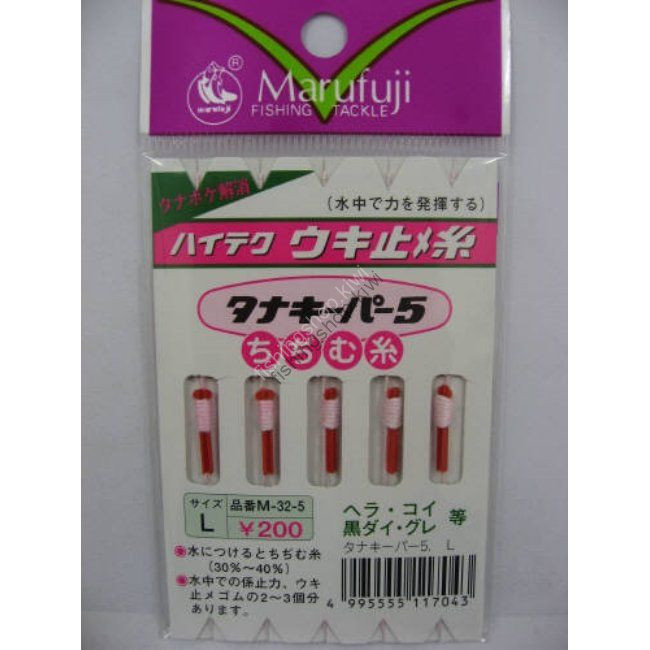 ®
marufuji
Marufuji
FISHING TACKLE
タナボケ解消
(水中で力を発揮する)
ハイテク ウキ止メ糸
タナキーパー5
ちぢむ糸
サイズ L
品番M-32-5
¥200
ヘラ・コイ
黒ダイ・グレ 等
タナキーパー5. L
●水につけるとちぢむ糸
(30%〜40%)
●水中での係止力、ウキ
止メゴムの2〜3個分
あります。
4 995555 117043
fishingshop.kiwi
fishingshop.kiwi